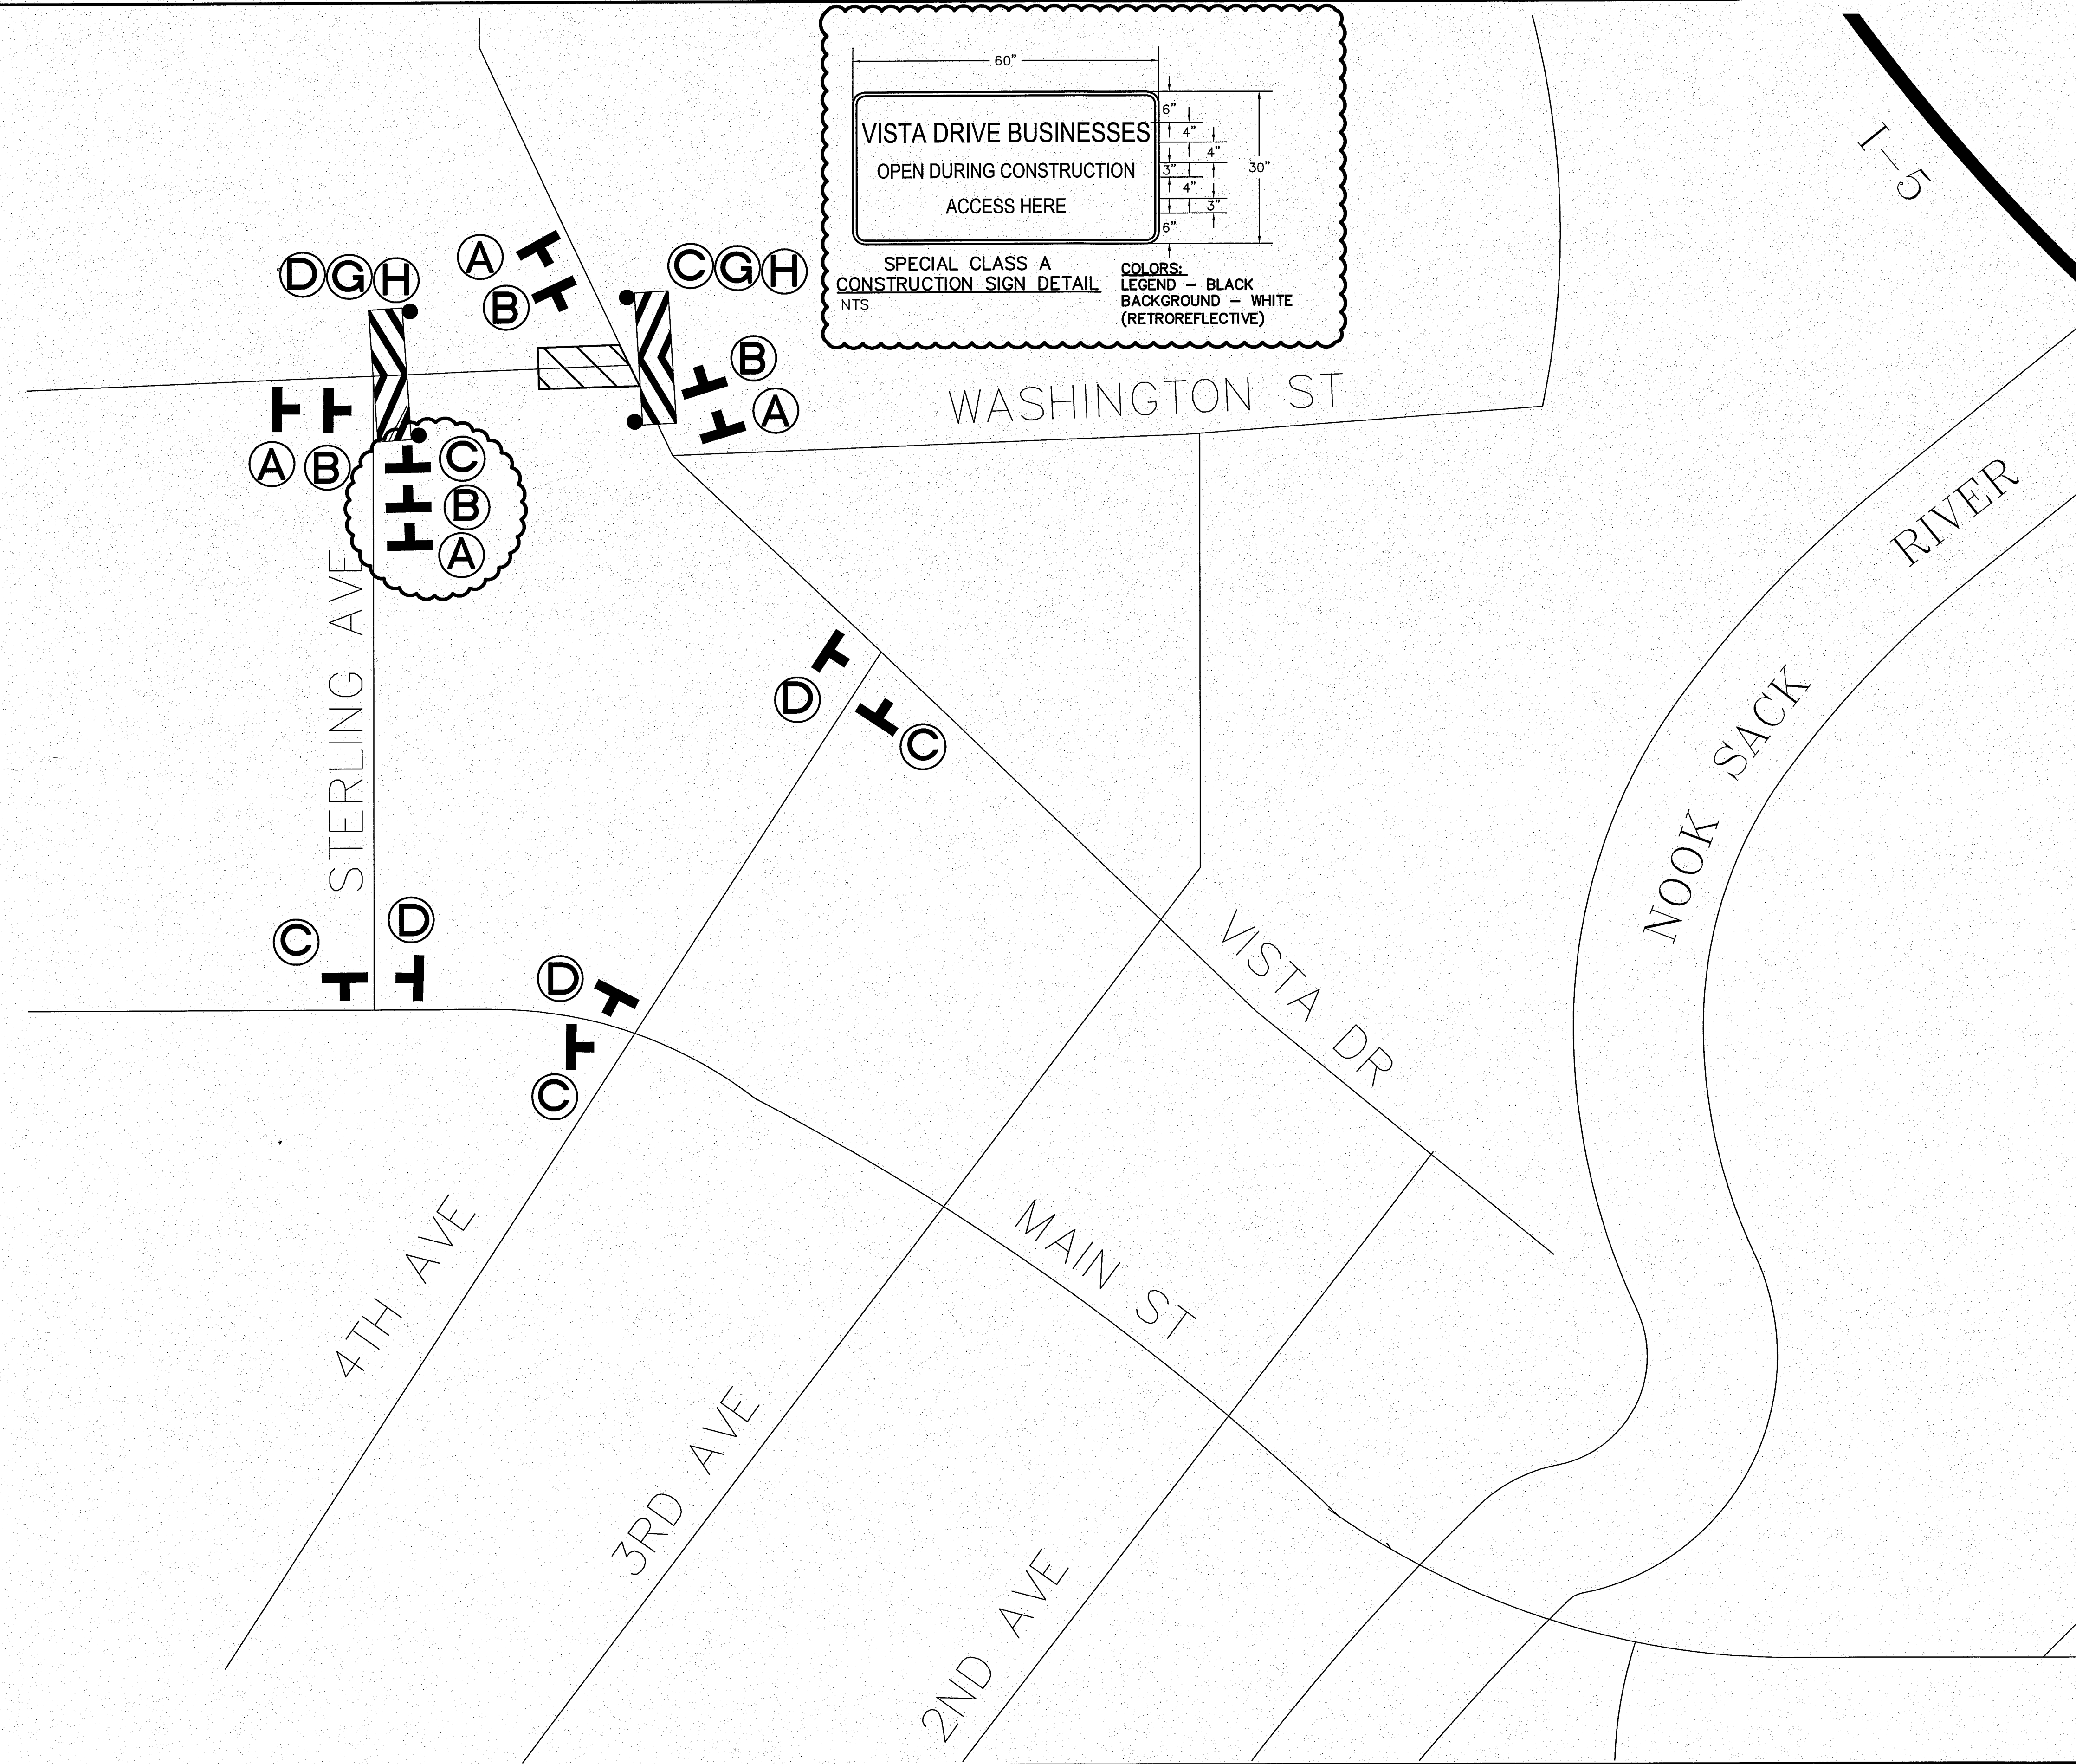 60"
VISTA DRIVE BUSINESSES
OPEN DURING CONSTRUCTION
ACCESS HERE
6"
4"
4"
3"
4"
3"
6"
30"
SPECIAL CLASS A
CONSTRUCTION SIGN DETAIL
NTS
COLORS:
LEGEND – BLACK
BACKGROUND – WHITE
(RETROREFLECTIVE)
I-5
D G H
A
B
C G H
B
A
WASHINGTON ST
A B
C
B
A
STERLING AVE
RIVER
NOOK SACK
D
C
C
D
D
C
VISTA DR
MAIN ST
4TH AVE
3RD AVE
2ND AVE